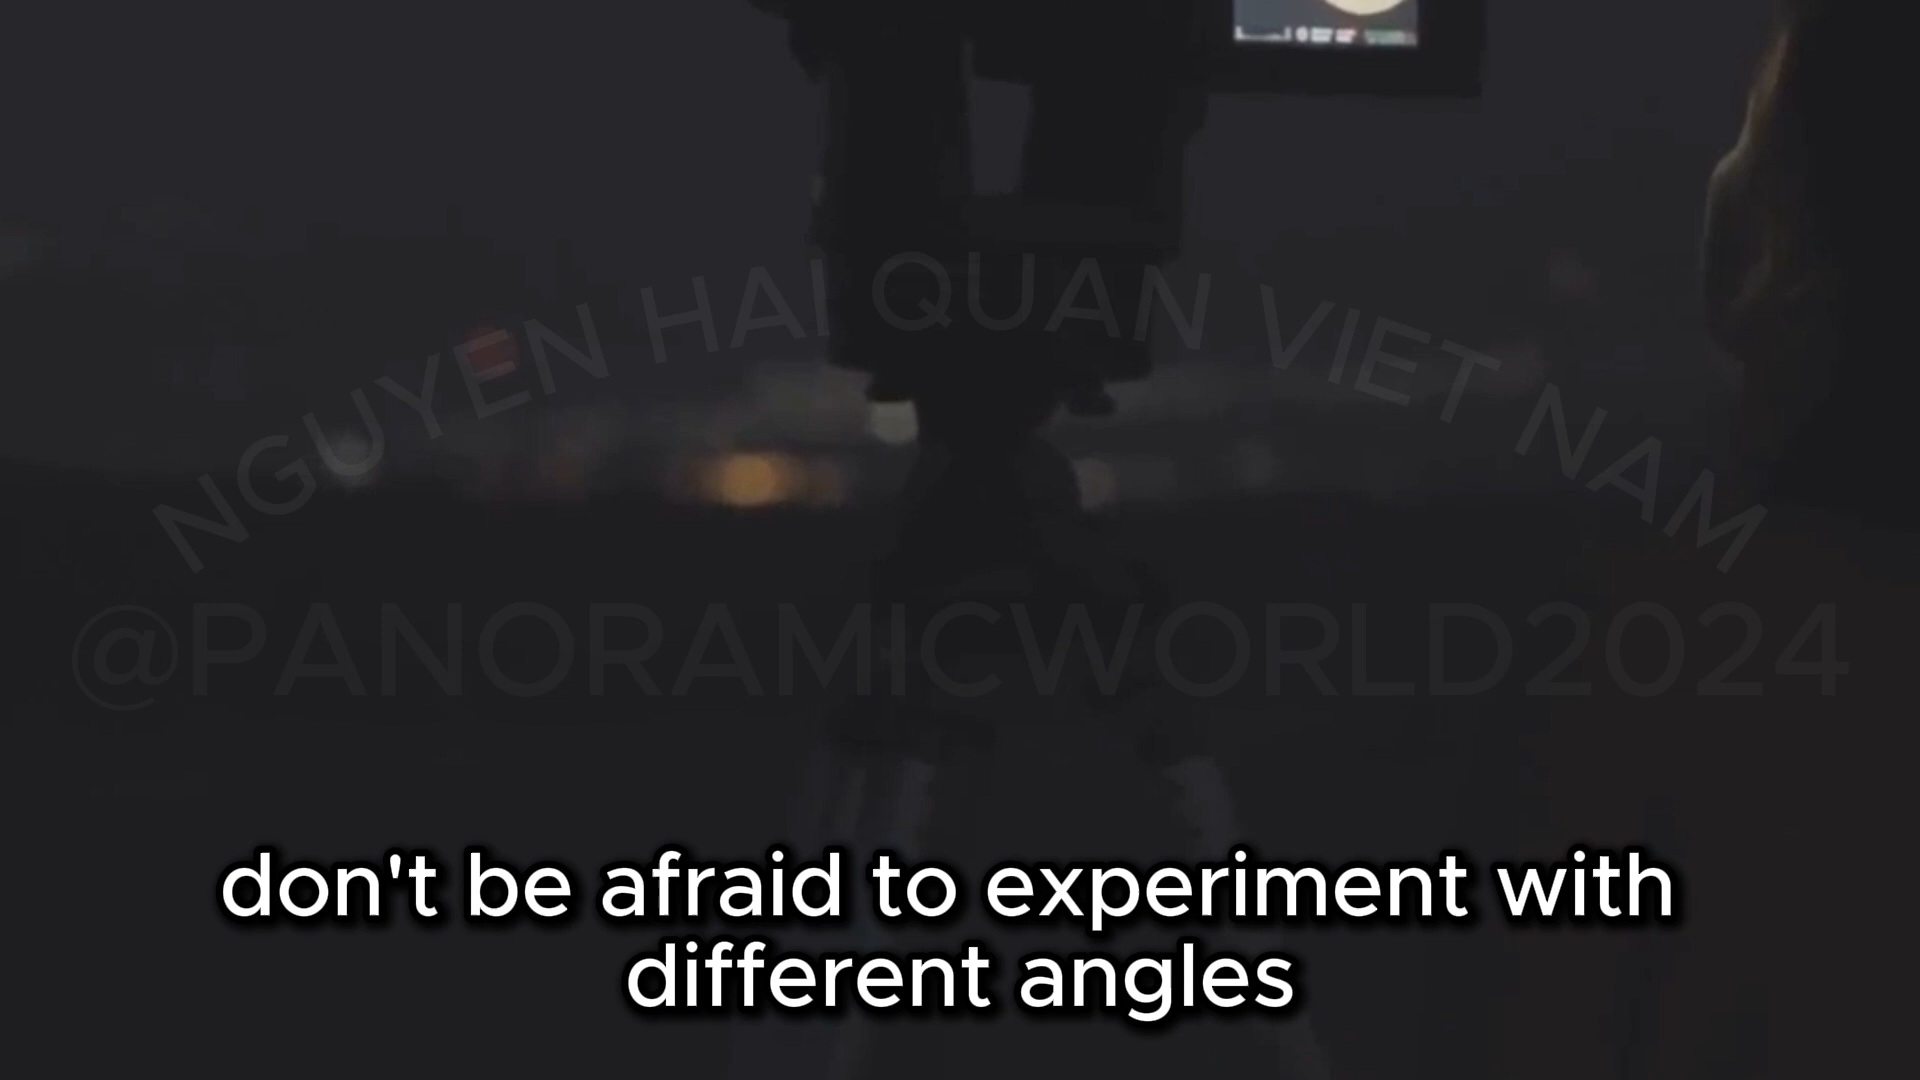 NGUYEN HAI QUAN VIET NAM
@PANORAMICWORLD2024
don't be afraid to experiment with
different angles